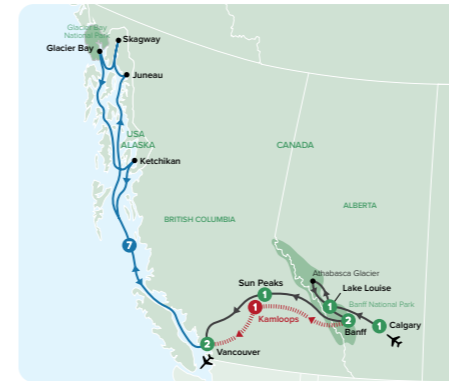 Glacier Bay
National Park
Glacier Bay
Skagway
Juneau
USA
ALASKA
CANADA
Ketchikan
ALBERTA
BRITISH COLUMBIA
7
Athabasca Glacier
Sun Peaks
1
Lake Louise
1
Kamloops
1
Banff National Park
2
Banff
1
Calgary
2
Vancouver